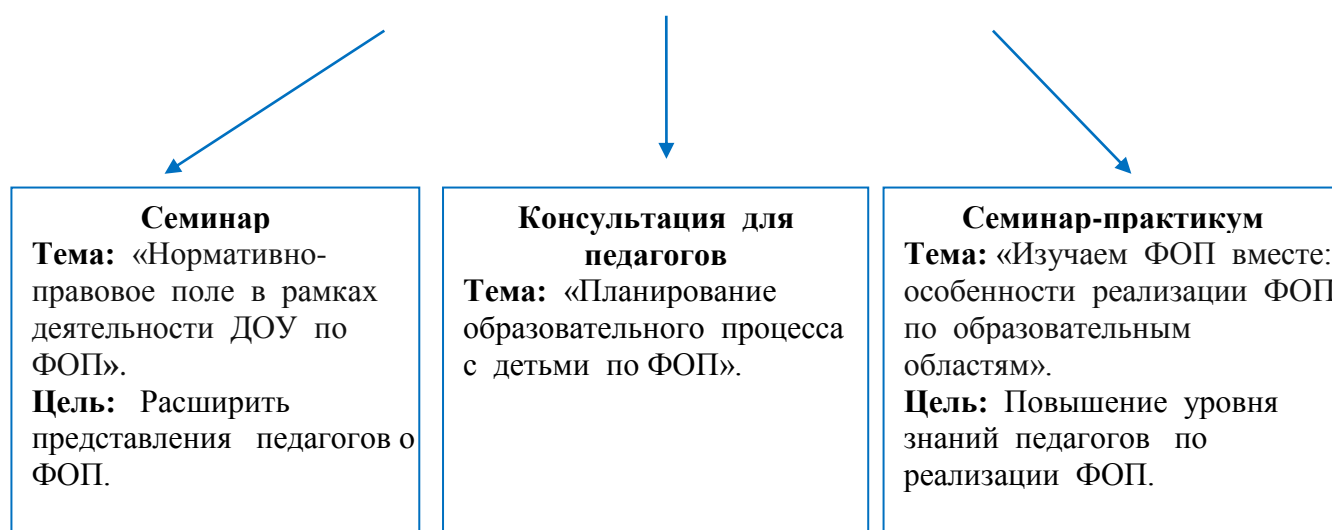 Семинар
Тема: «Нормативно-
правовое поле в рамках
деятельности ДОУ по
ФОП».
Цель: Расширить
представления педагогов о
ФОП.
Консультация для
педагогов
Тема: «Планирование
образовательного процесса
с детьми по ФОП».
Семинар-практикум
Тема: «Изучаем ФОП вместе:
особенности реализации ФОП
по образовательным
областям».
Цель: Повышение уровня
знаний педагогов по
реализации ФОП.